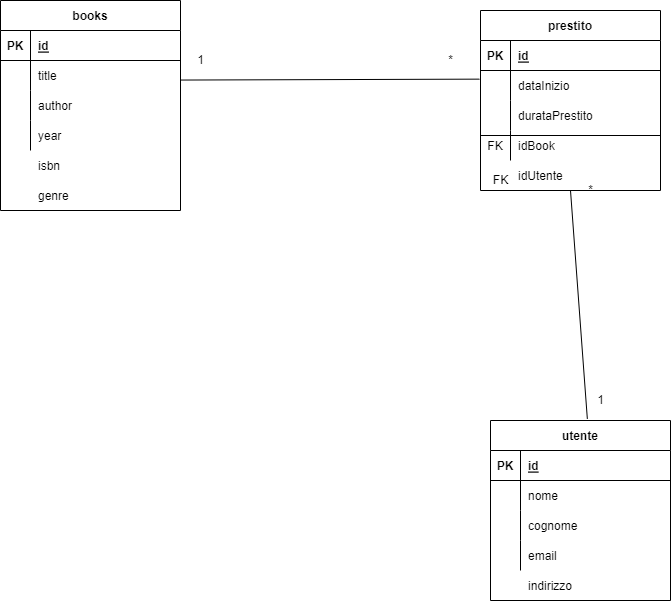 books
PK id
title
author
year
isbn
genre
1
*
prestito
PK id
dataInizio
durataPrestito
FK idBook
FK idUtente
*
1
utente
PK id
nome
cognome
email
indirizzo